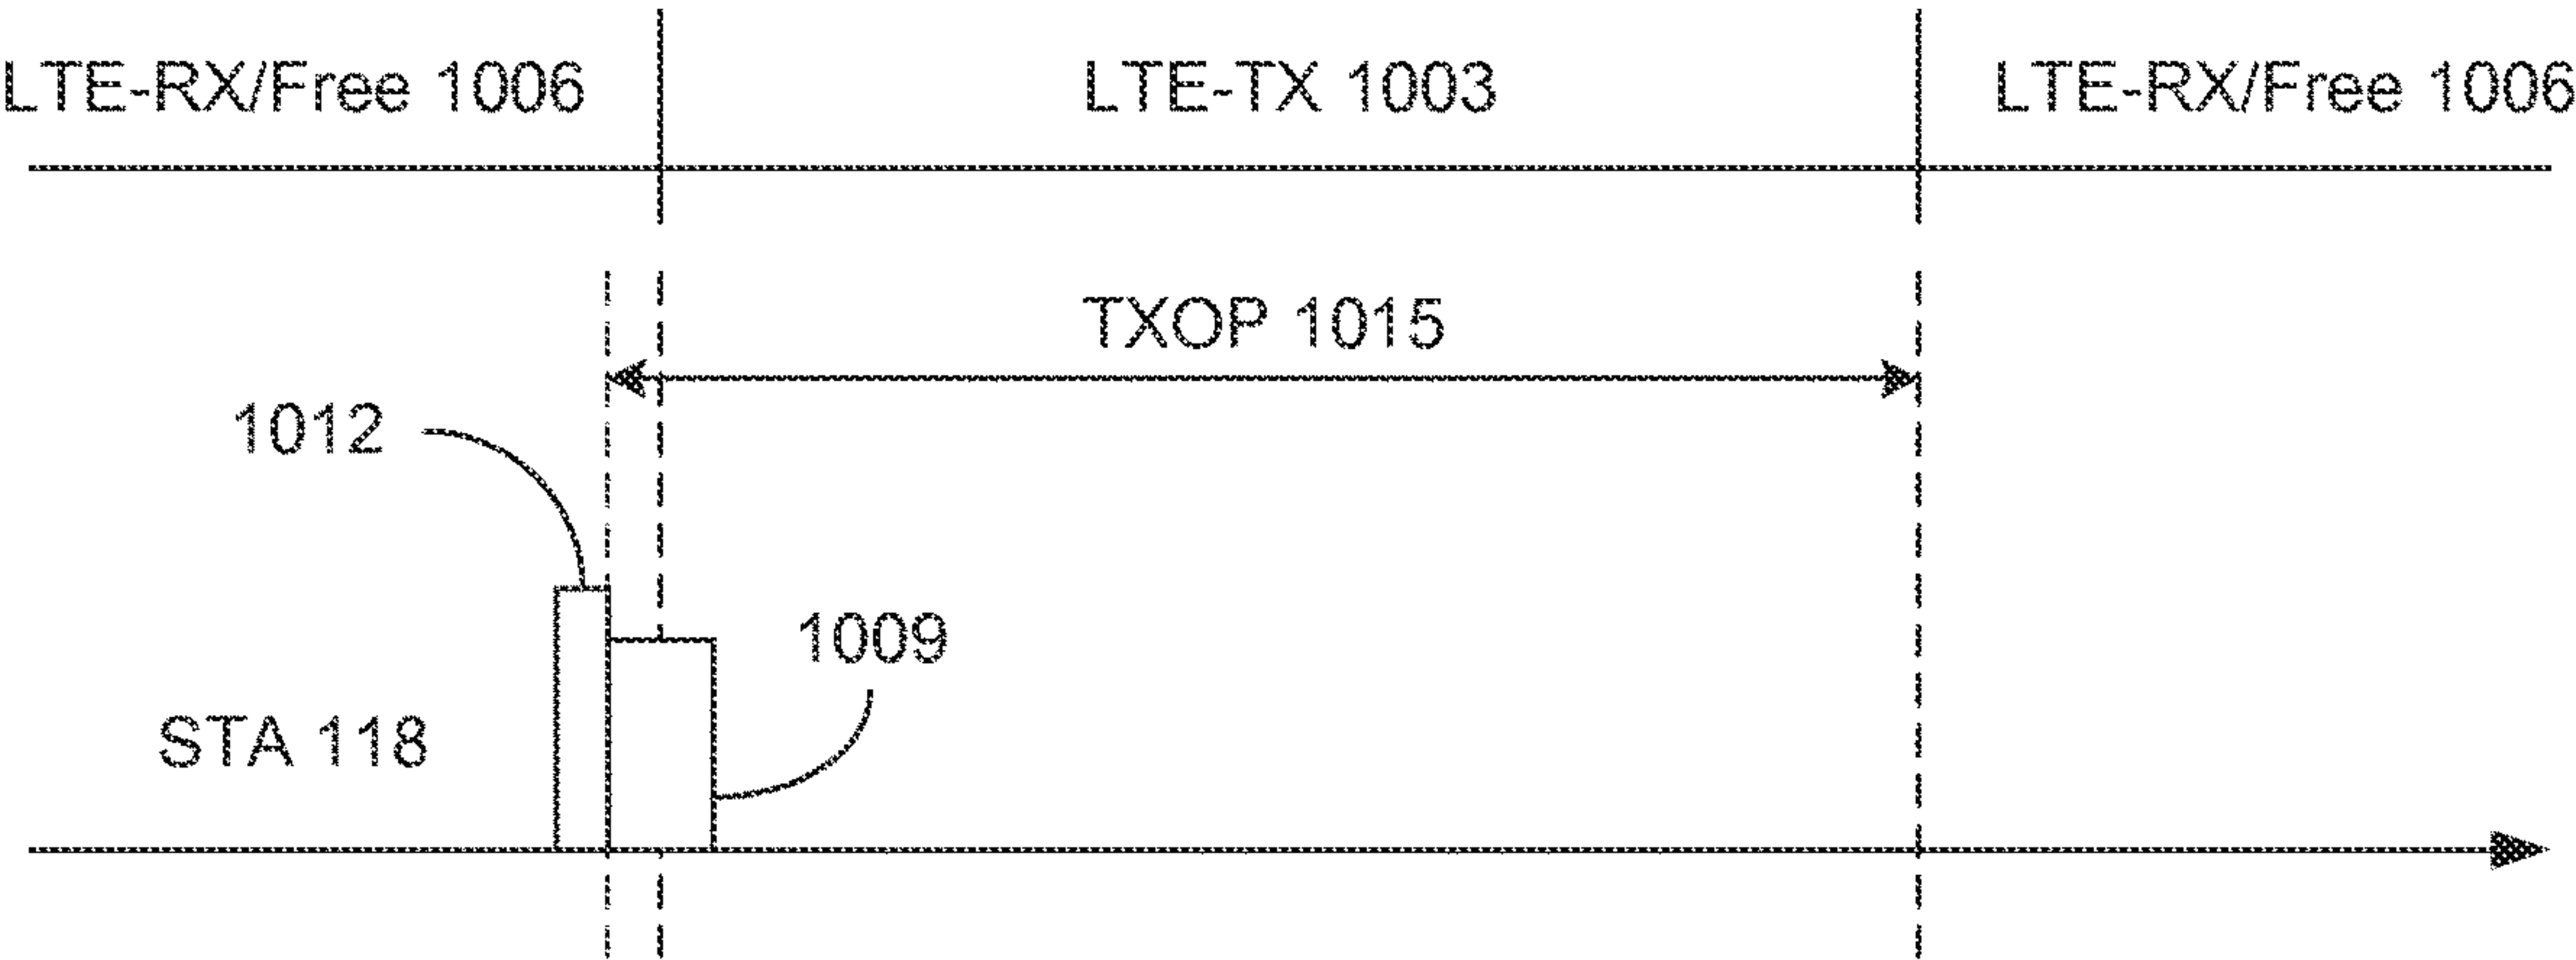 LTE-RX/Free 1006
LTE-TX 1003
LTE-RX/Free 1006
TXOP 1015
1012
1009
STA 118